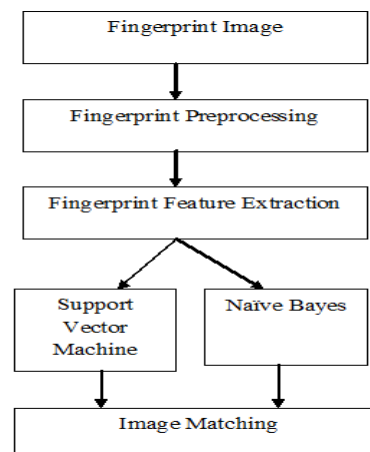 Fingerprint Image
Fingerprint Preprocessing
Fingerprint Feature Extraction
Support
Vector
Machine
Naïve Bayes
Image Matching